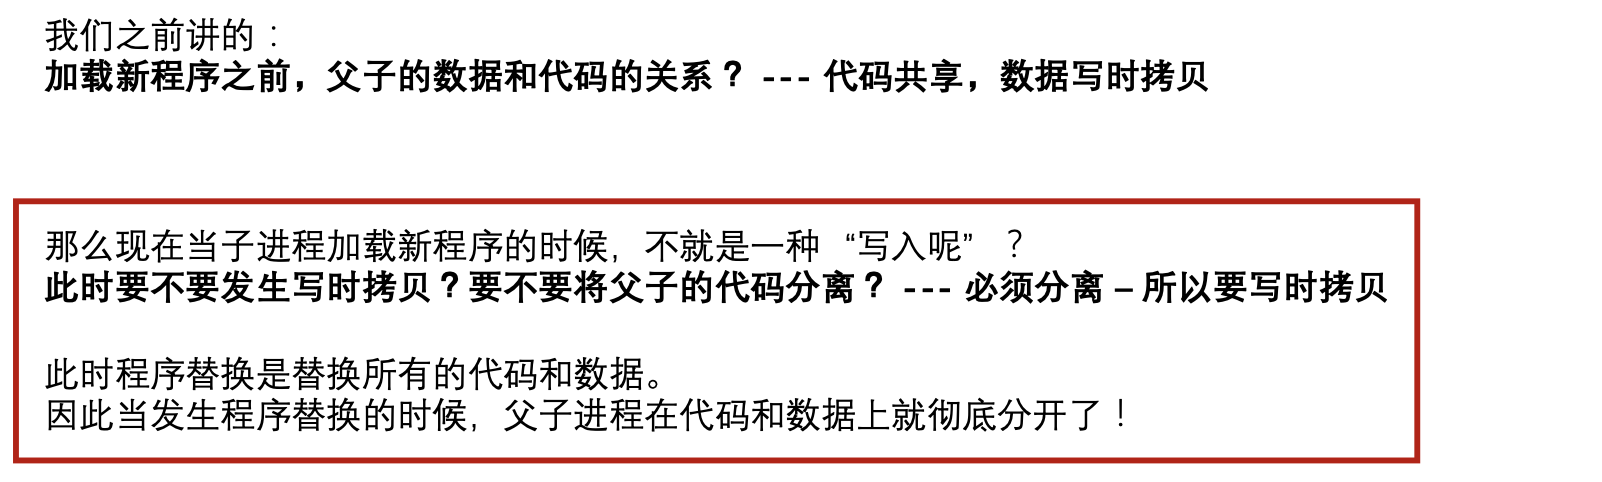 我们之前讲的：
加载新程序之前，父子的数据和代码的关系？ --- 代码共享，数据写时拷贝
那么现在当子进程加载新程序的时候，不就是一种 “写入呢” ？
此时要不要发生写时拷贝？要不要将父子的代码分离？ --- 必须分离 – 所以要写时拷贝
此时程序替换是替换所有的代码和数据。
因此当发生程序替换的时候，父子进程在代码和数据上就彻底分开了！